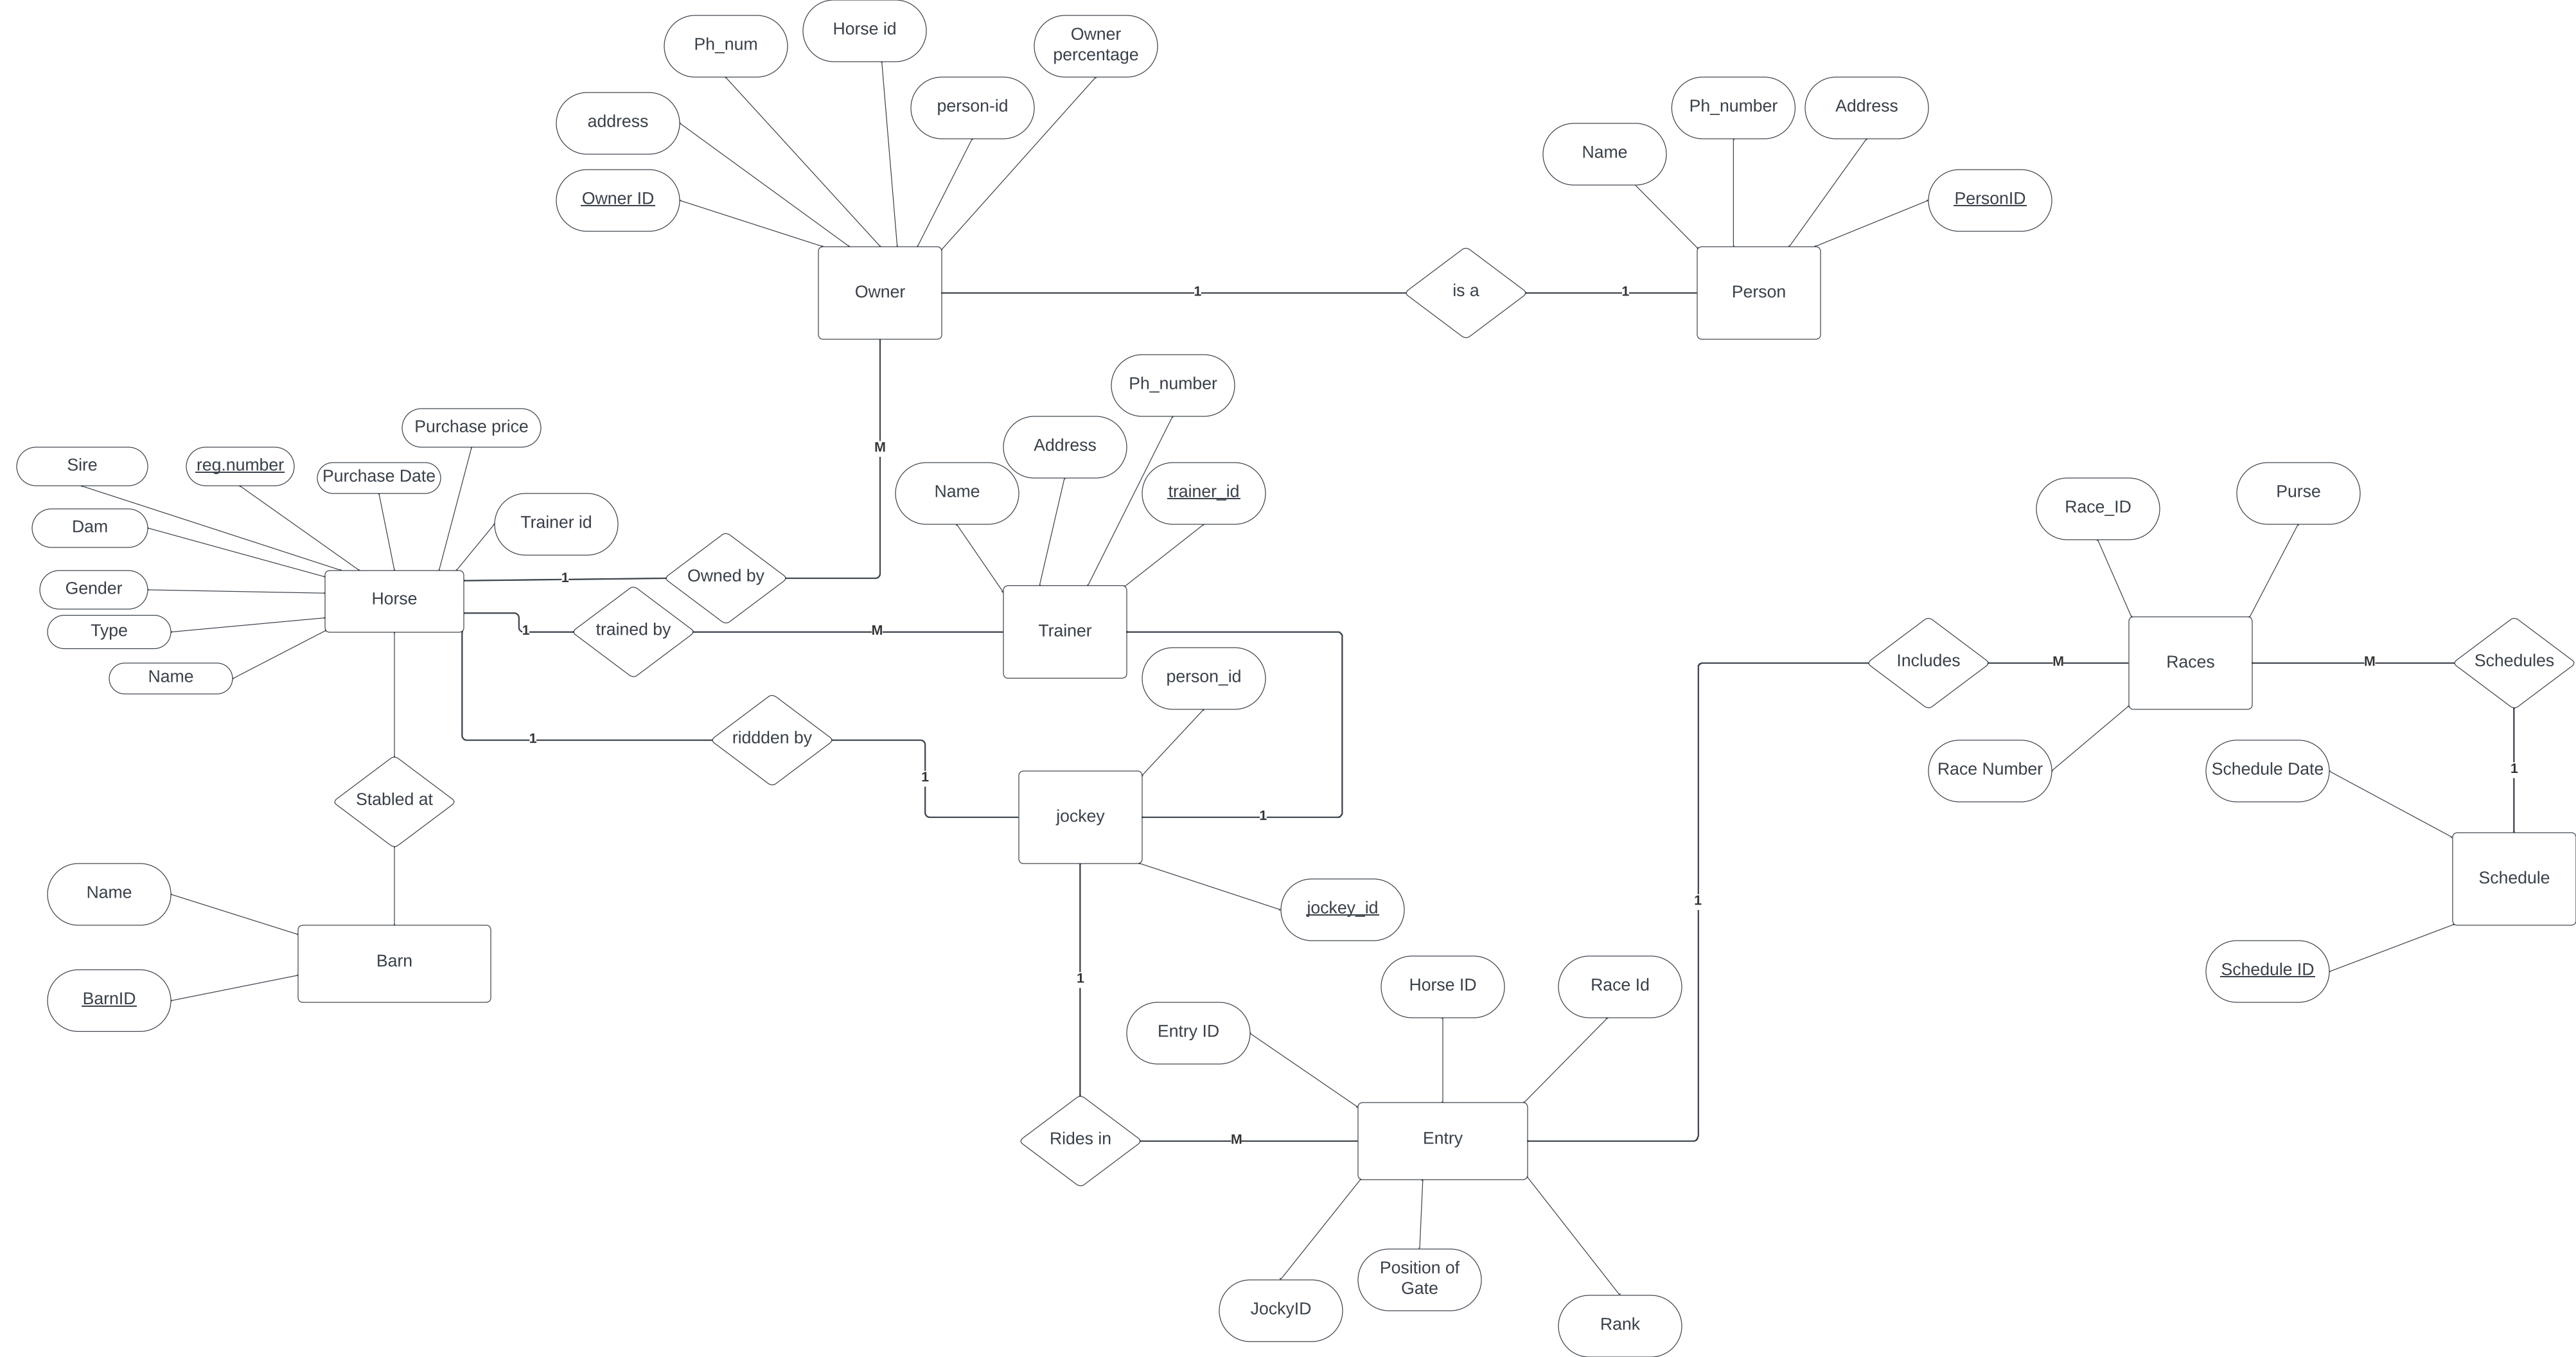 Horse id
Ph_num
Owner
percentage
person-id
address
Owner ID
Ph_number
Address
Name
PersonID
Owner
1
is a
1
Person
M
Ph_number
Address
Name
trainer_id
Purchase price
Sire
reg.number
Purchase Date
Trainer id
Dam
Gender
Type
Name
Horse
1
Owned by
1
trained by
M
Trainer
person_id
1
riddden by
1
jockey
1
jockey_id
Stabled at
Name
BarnID
Barn
Race_ID
Purse
Includes
M
Races
M
Schedules
Race Number
Schedule Date
1
Schedule
Schedule ID
1
1
Horse ID
Race Id
Entry ID
Rides in
M
Entry
JockyID
Position of
Gate
Rank